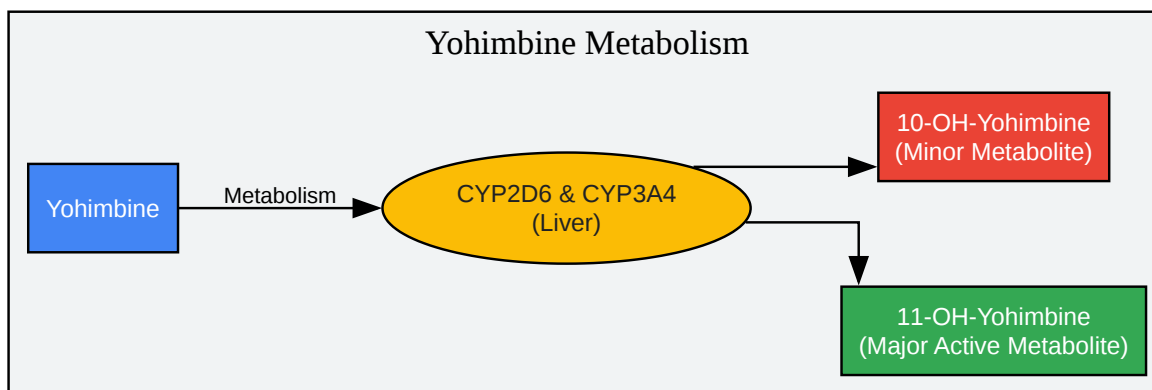 Yohimbine Metabolism
Yohimbine
Metabolism
CYP2D6 & CYP3A4
(Liver)
10-OH-Yohimbine
(Minor Metabolite)
11-OH-Yohimbine
(Major Active Metabolite)